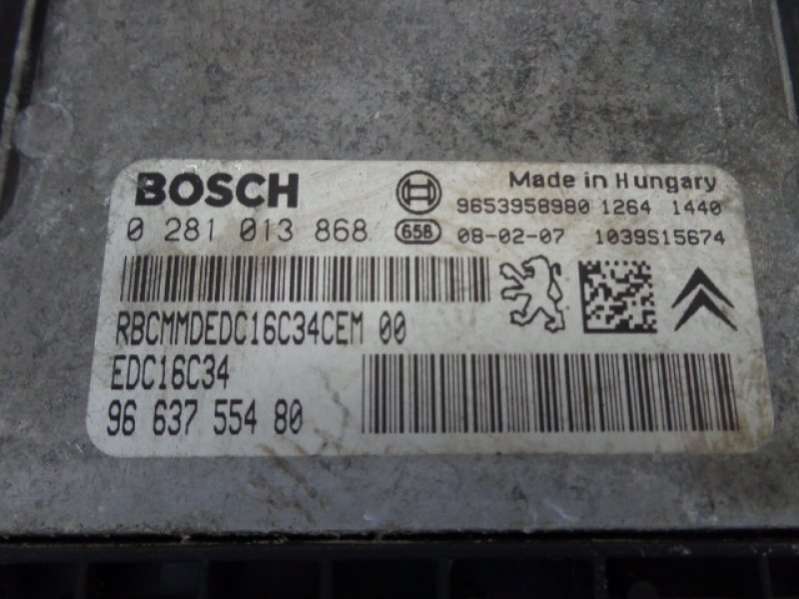 BOSCH
Made in Hungary
9653958980 1264 1440
0 281 013 868
658
08-02-07 1039S15674
RBCMMDEDC16C34CEM 00
EDC16C34
96 637 554 80